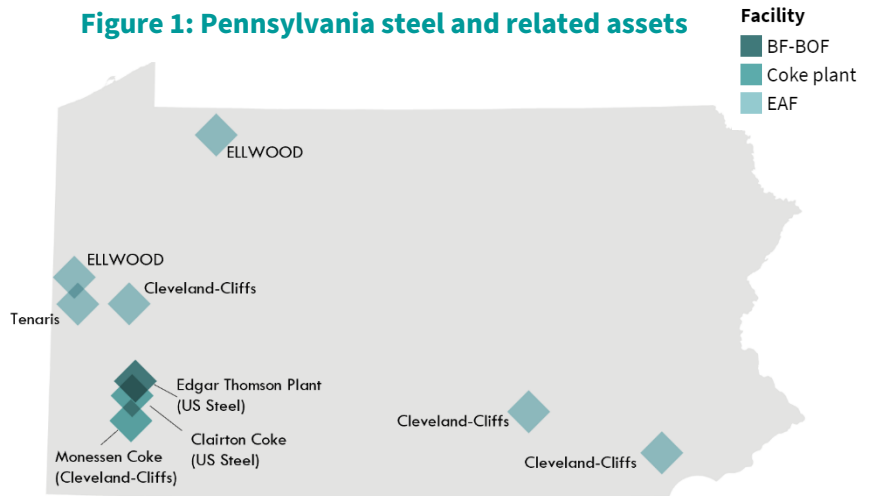 Figure 1: Pennsylvania steel and related assets
Facility
BF-BOF
Coke plant
EAF
ELLWOOD
ELLWOOD
Cleveland-Cliffs
Tenaris
Edgar Thomson Plant
(US Steel)
Clairton Coke
(US Steel)
Monessen Coke
(Cleveland-Cliffs)
Cleveland-Cliffs
Cleveland-Cliffs